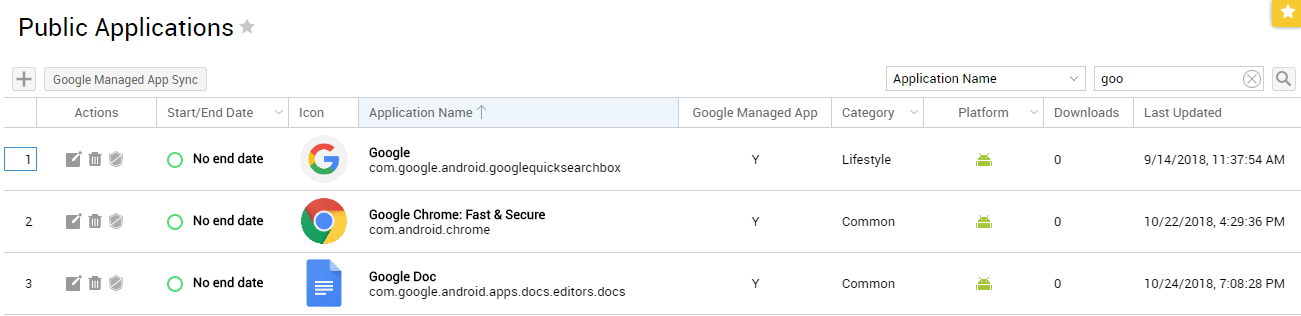 Public Applications
Google Managed App Sync
Application Name
goo
Actions
Start/End Date
Icon
Application Name
Google Managed App
Category
Platform
Downloads
Last Updated
1
No end date
Google
com.google.android.googlequicksearchbox
Y
Lifestyle
0
9/14/2018, 11:37:54 AM
2
No end date
Google Chrome: Fast & Secure
com.android.chrome
Y
Common
0
10/22/2018, 4:29:36 PM
3
No end date
Google Doc
com.google.android.apps.docs.editors.docs
Y
Common
0
10/24/2018, 7:08:28 PM